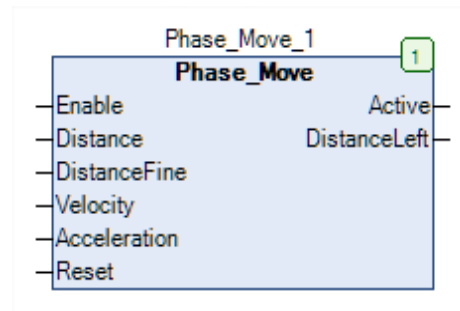 Phase_Move_1
1
Phase_Move
Enable Active
Distance DistanceLeft
DistanceFine
Velocity
Acceleration
Reset